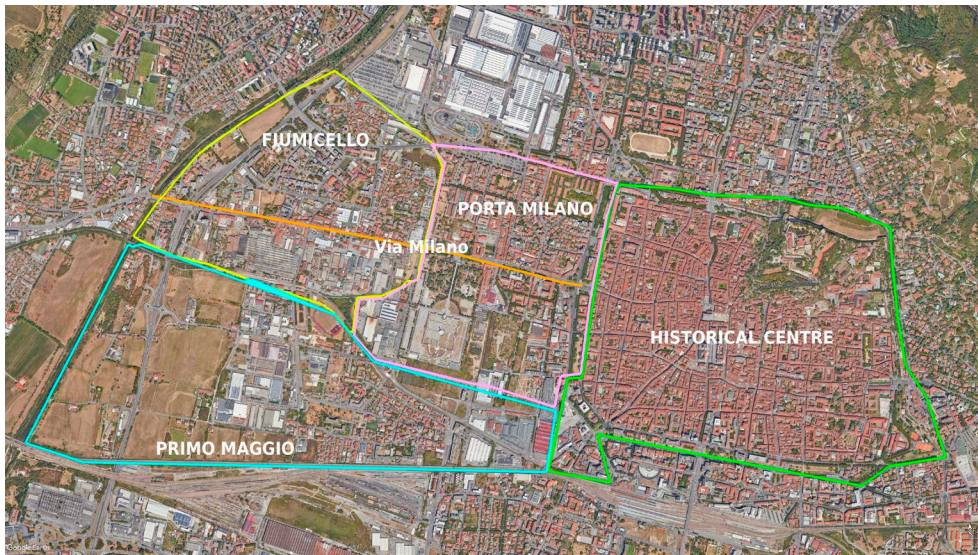 FIUMICELLO
PORTA MILANO
Via Milano
HISTORICAL CENTRE
PRIMO MAGGIO
Google Earth